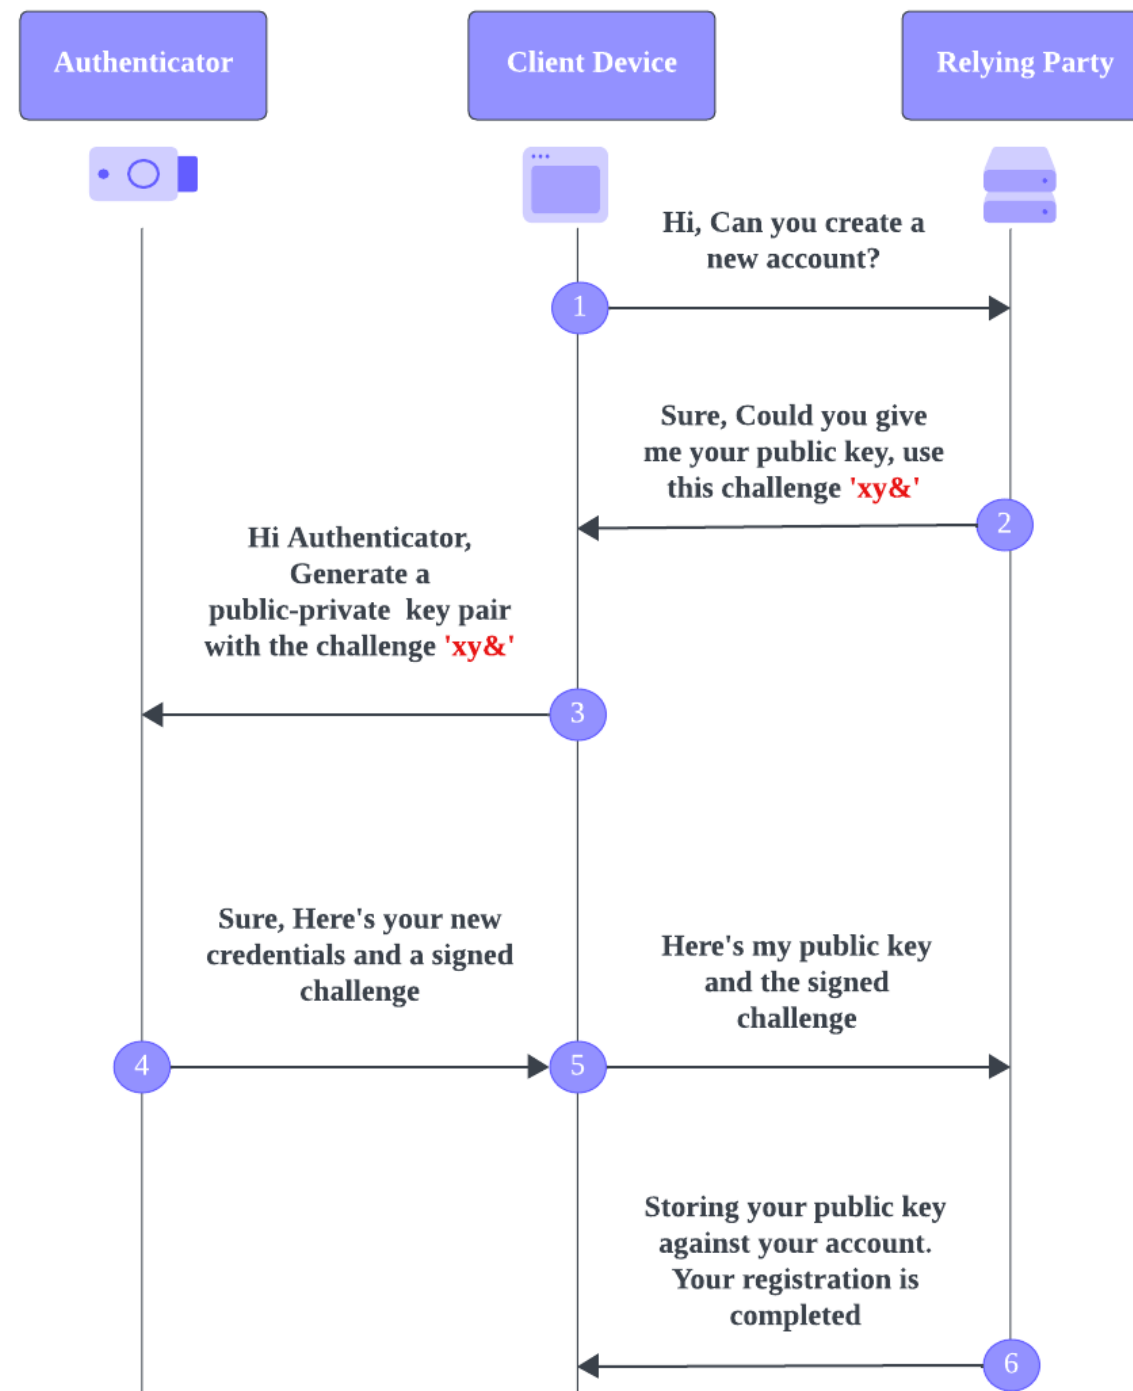 Authenticator
Client Device
Relying Party
Hi, Can you create a
new account?
1
Sure, Could you give
me your public key, use
this challenge 'xy&'
2
Hi Authenticator,
Generate a
public-private  key pair
with the challenge 'xy&'
3
Sure, Here's your new
credentials and a signed
challenge
4
Here's my public key
and the signed
challenge
5
Storing your public key
against your account.
Your registration is
completed
6